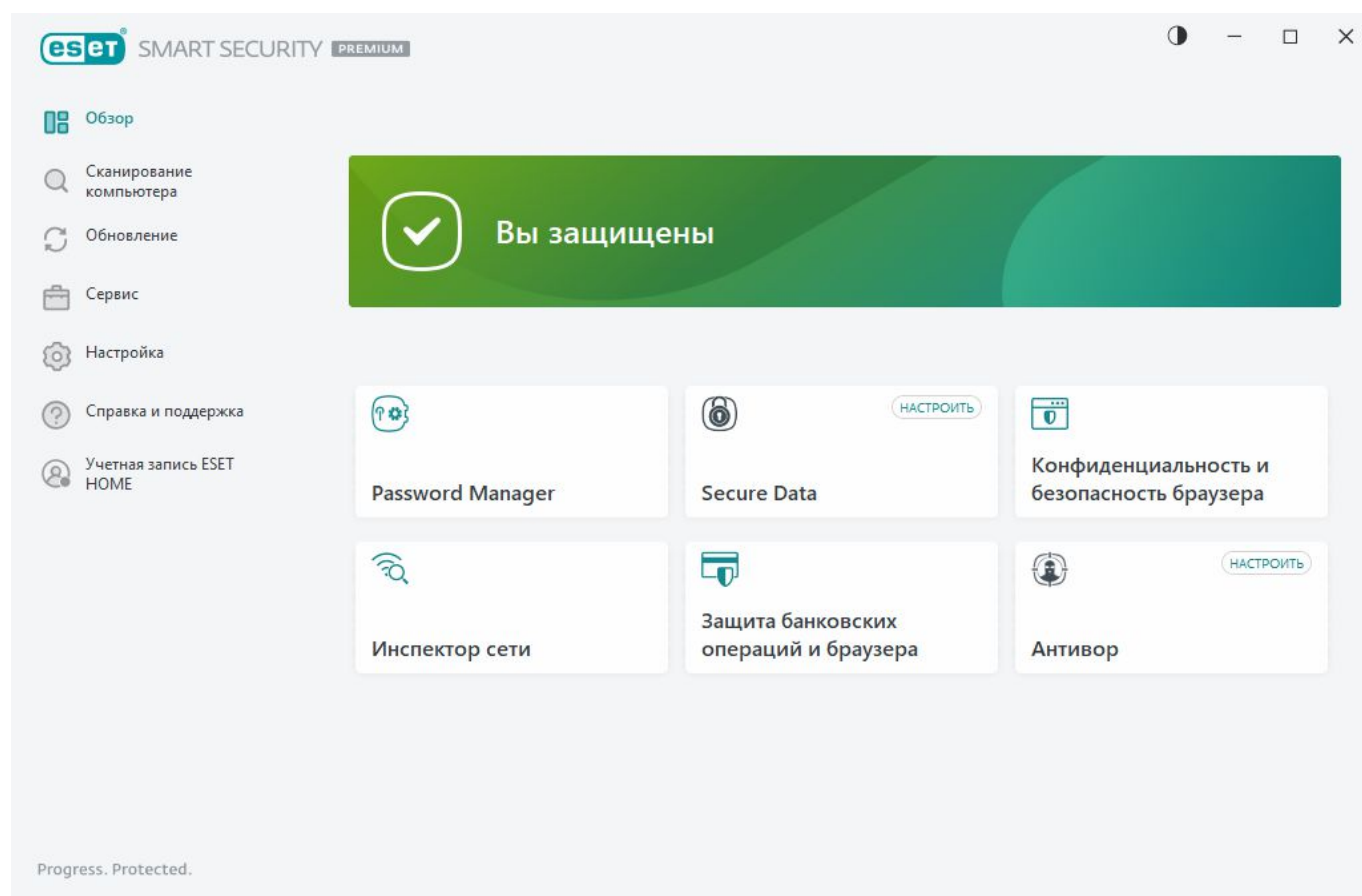 eset® SMART SECURITY PREMIUM
Обзор
Сканирование
компьютера
Обновление
Сервис
Настройка
Справка и поддержка
Учетная запись ESET
HOME
Вы защищены
Password Manager
НАСТРОИТЬ
Secure Data
Конфиденциальность и
безопасность браузера
Инспектор сети
Защита банковских
операций и браузера
НАСТРОИТЬ
Антивор
Progress. Protected.